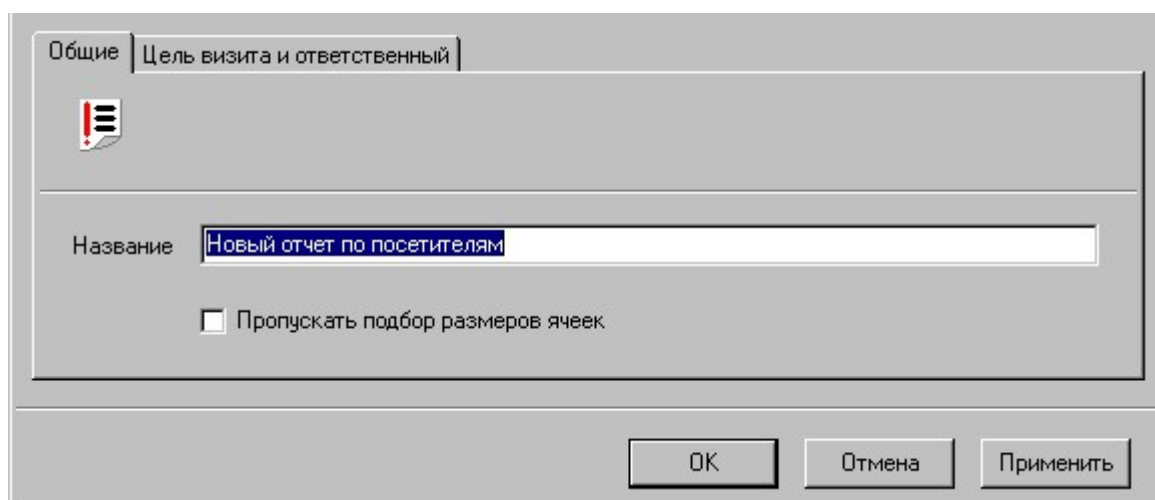 Общие
Цель визита и ответственный
Название
Новый отчет по посетителям
Пропускать подбор размеров ячеек
OK
Отмена
Применить